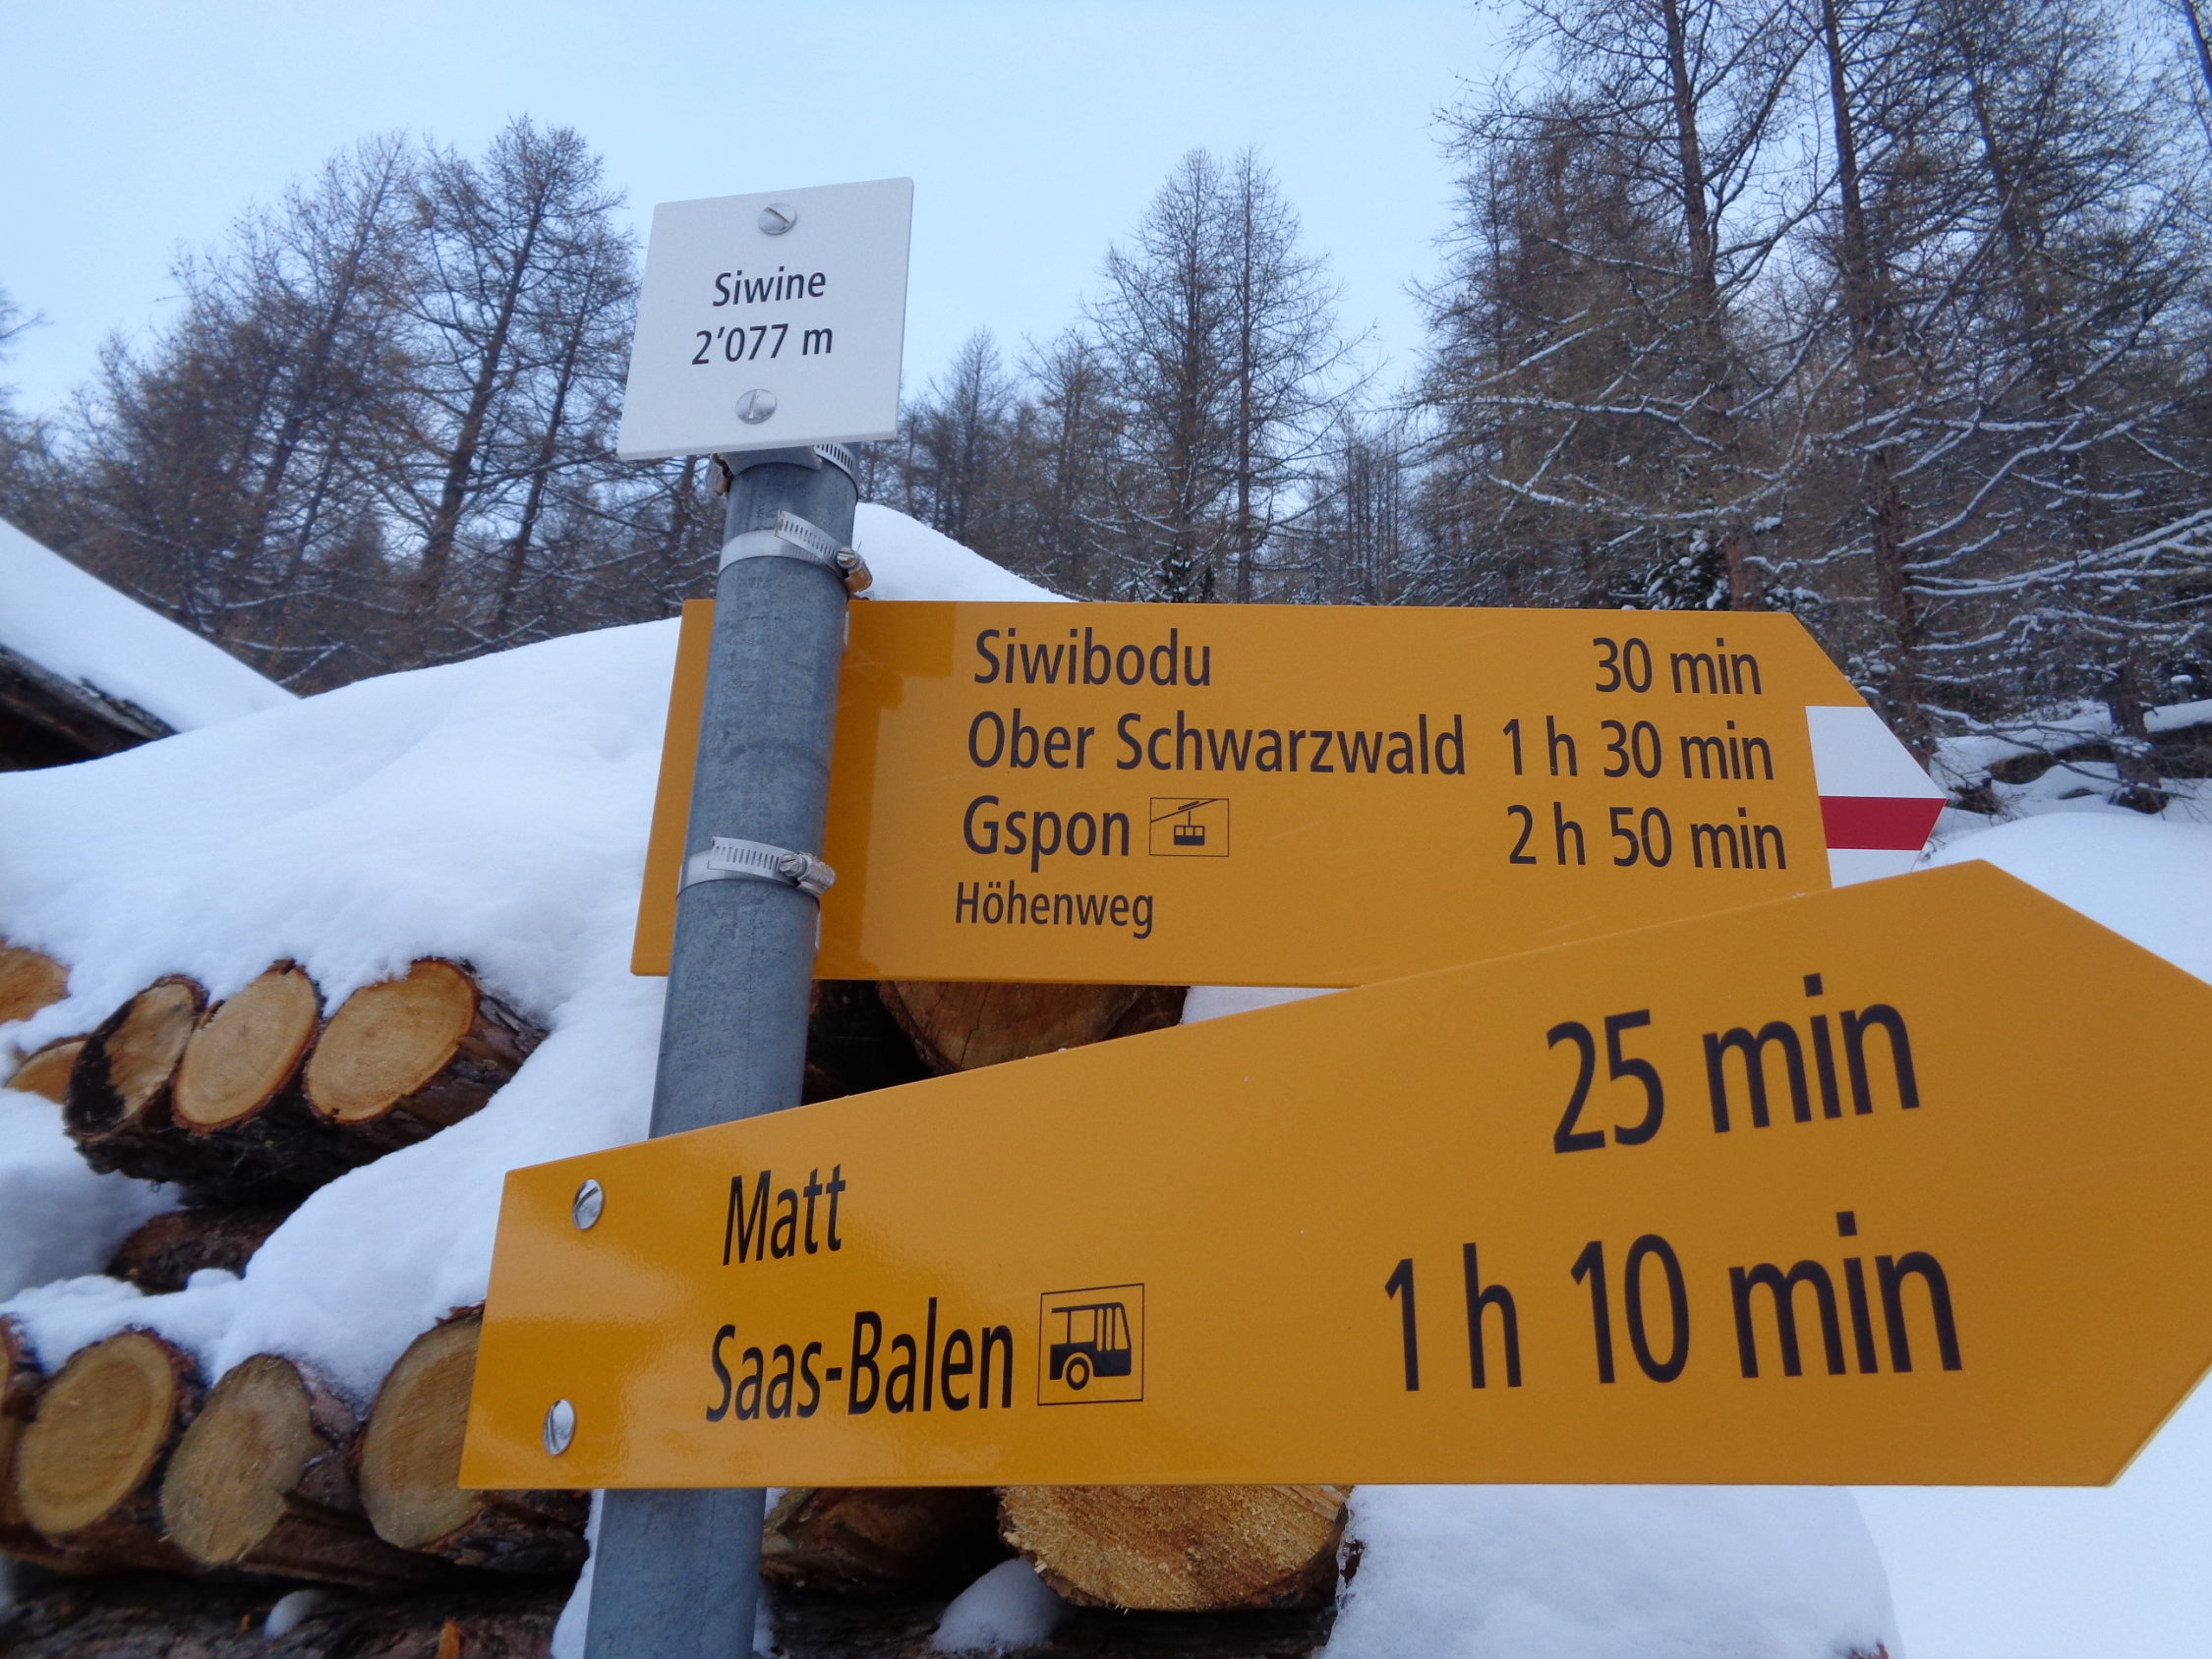 Siwine
2'077 m
Siwibodu 30 min
Ober Schwarzwald 1 h 30 min
Gspon 2 h 50 min
Höhenweg
Matt 25 min
Saas-Balen 1 h 10 min